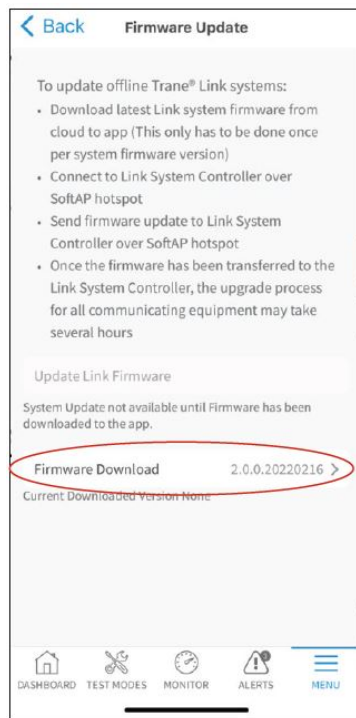 Back Firmware Update
To update offline Trane® Link systems:
• Download latest Link system firmware from
cloud to app (This only has to be done once
per system firmware version)
• Connect to Link System Controller over
SoftAP hotspot
• Send firmware update to Link System
Controller over SoftAP hotspot
• Once the firmware has been transferred to the
Link System Controller, the upgrade process
for all communicating equipment may take
several hours
Update Link Firmware
System Update not available until Firmware has been
downloaded to the app.
Firmware Download 2.0.0.20220216
Current Downloaded Version None
DASHBOARD TEST MODES MONITOR ALERTS MENU